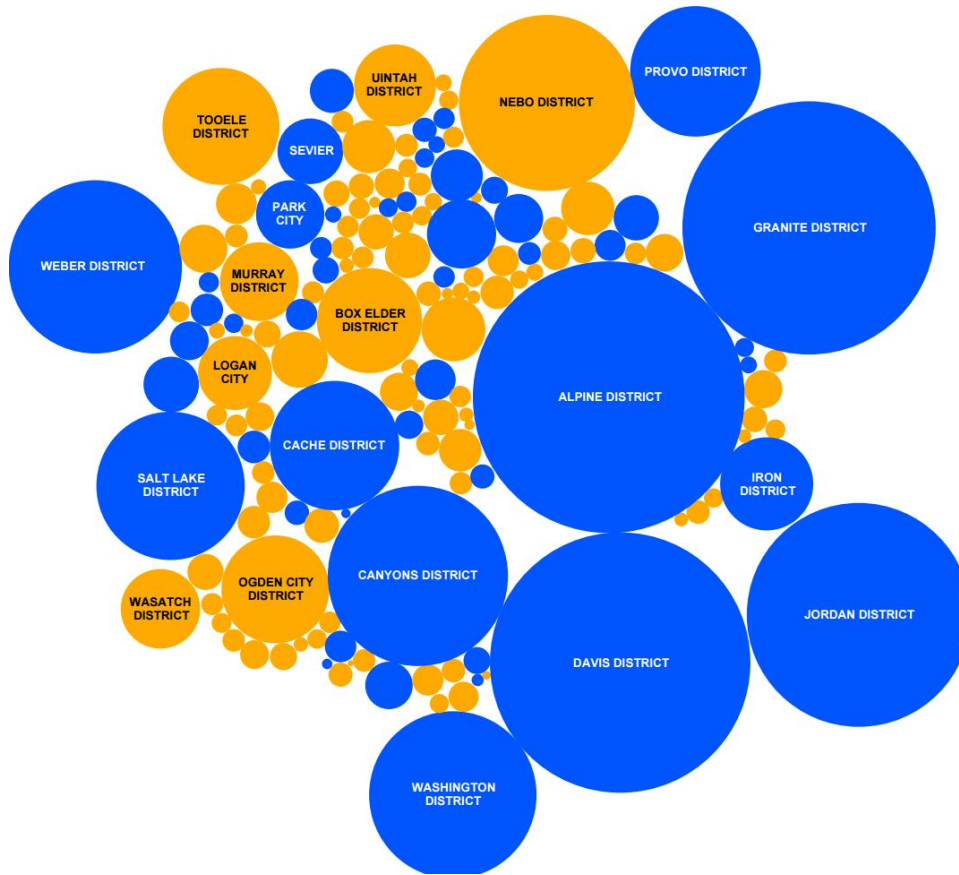 PROVO DISTRICT
UINTAH
DISTRICT
NEBO DISTRICT
TOOELE
DISTRICT
SEVIER
PARK
CITY
GRANITE DISTRICT
WEBER DISTRICT
MURRAY
DISTRICT
BOX ELDER
DISTRICT
LOGAN
CITY
ALPINE DISTRICT
CACHE DISTRICT
SALT LAKE
DISTRICT
IRON
DISTRICT
CANYONS DISTRICT
OGDEN CITY
DISTRICT
WASATCH
DISTRICT
JORDAN DISTRICT
DAVIS DISTRICT
WASHINGTON
DISTRICT